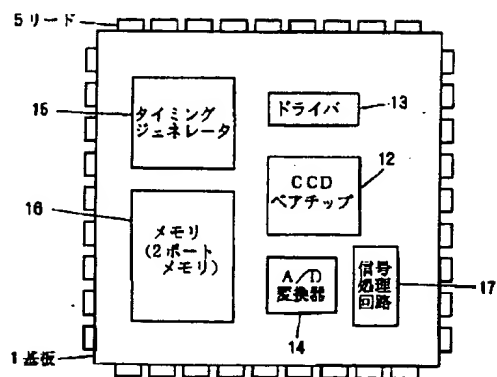 5 リード
15
タイミング
ジェネレータ
ドライバ
13
12
CCD
ベアチップ
16
メモリ
(2ポート
メモリ)
A/D
変換器
14
信号
処理
回路
17
1 基板